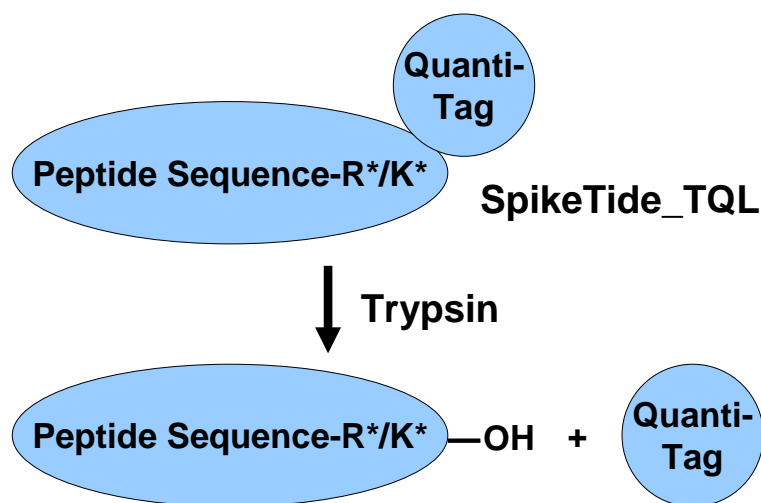 Quanti-
Tag
Peptide Sequence-R*/K*
SpikeTide_TQL
Trypsin
Peptide Sequence-R*/K*—OH + Quanti-
Tag